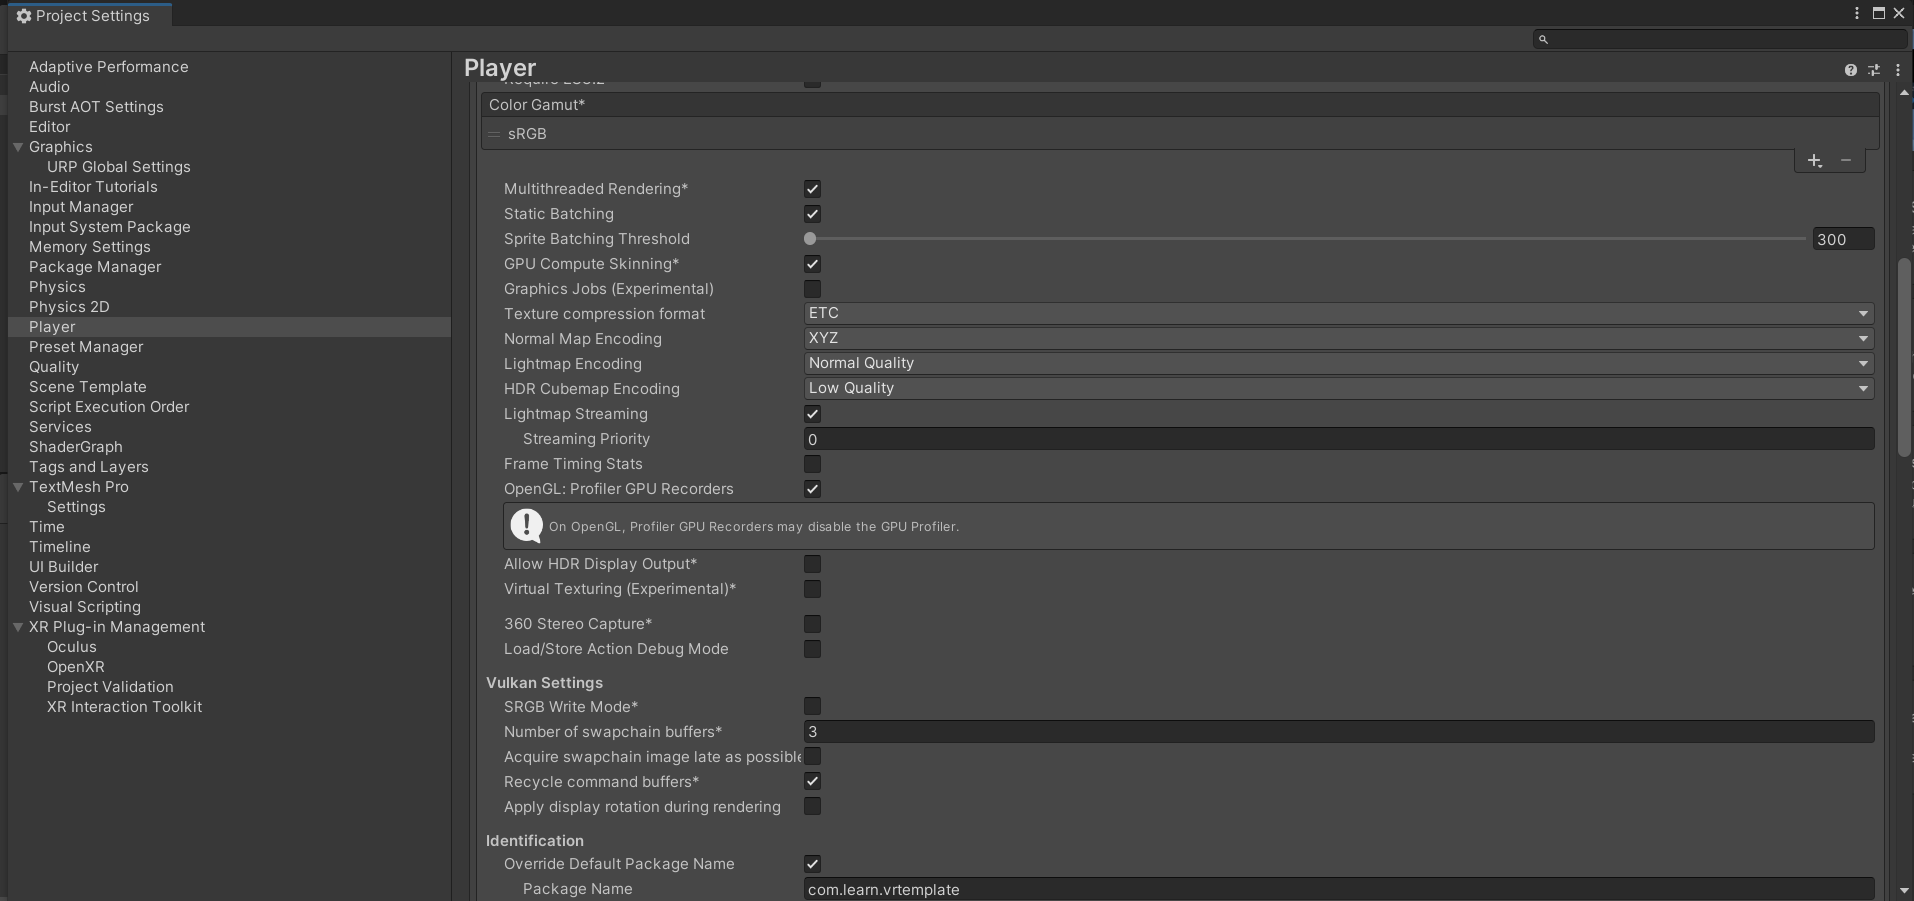 Project Settings
Adaptive Performance
Audio
Burst AOT Settings
Editor
Graphics
URP Global Settings
In-Editor Tutorials
Input Manager
Input System Package
Memory Settings
Package Manager
Physics
Physics 2D
Player
Preset Manager
Quality
Scene Template
Script Execution Order
Services
ShaderGraph
Tags and Layers
TextMesh Pro
Settings
Time
Timeline
UI Builder
Version Control
Visual Scripting
XR Plug-in Management
Oculus
OpenXR
Project Validation
XR Interaction Toolkit
Player
Color Gamut*
sRGB
Multithreaded Rendering*
Static Batching
Sprite Batching Threshold 300
GPU Compute Skinning*
Graphics Jobs (Experimental)
Texture compression format ETC
Normal Map Encoding XYZ
Lightmap Encoding Normal Quality
HDR Cubemap Encoding Low Quality
Lightmap Streaming
Streaming Priority 0
Frame Timing Stats
OpenGL: Profiler GPU Recorders
On OpenGL, Profiler GPU Recorders may disable the GPU Profiler.
Allow HDR Display Output*
Virtual Texturing (Experimental)*
360 Stereo Capture*
Load/Store Action Debug Mode
Vulkan Settings
SRGB Write Mode*
Number of swapchain buffers* 3
Acquire swapchain image late as possible
Recycle command buffers*
Apply display rotation during rendering
Identification
Override Default Package Name
Package Name com.learn.vrtemplate